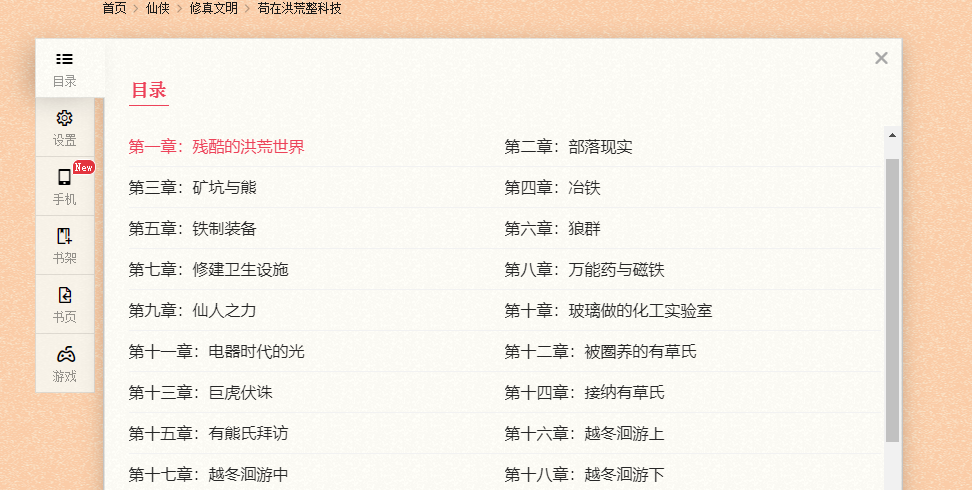 首页 > 仙侠 > 修真文明 > 苟在洪荒整科技
目录
设置
New
手机
书架
书页
游戏
目录
第一章：残酷的洪荒世界 第二章：部落现实
第三章：矿坑与熊 第四章：冶铁
第五章：铁制装备 第六章：狼群
第七章：修建卫生设施 第八章：万能药与磁铁
第九章：仙人之力 第十章：玻璃做的化工实验室
第十一章：电器时代的光 第十二章：被圈养的有草氏
第十三章：巨虎伏诛 第十四章：接纳有草氏
第十五章：有熊氏拜访 第十六章：越冬洄游上
第十七章：越冬洄游中 第十八章：越冬洄游下